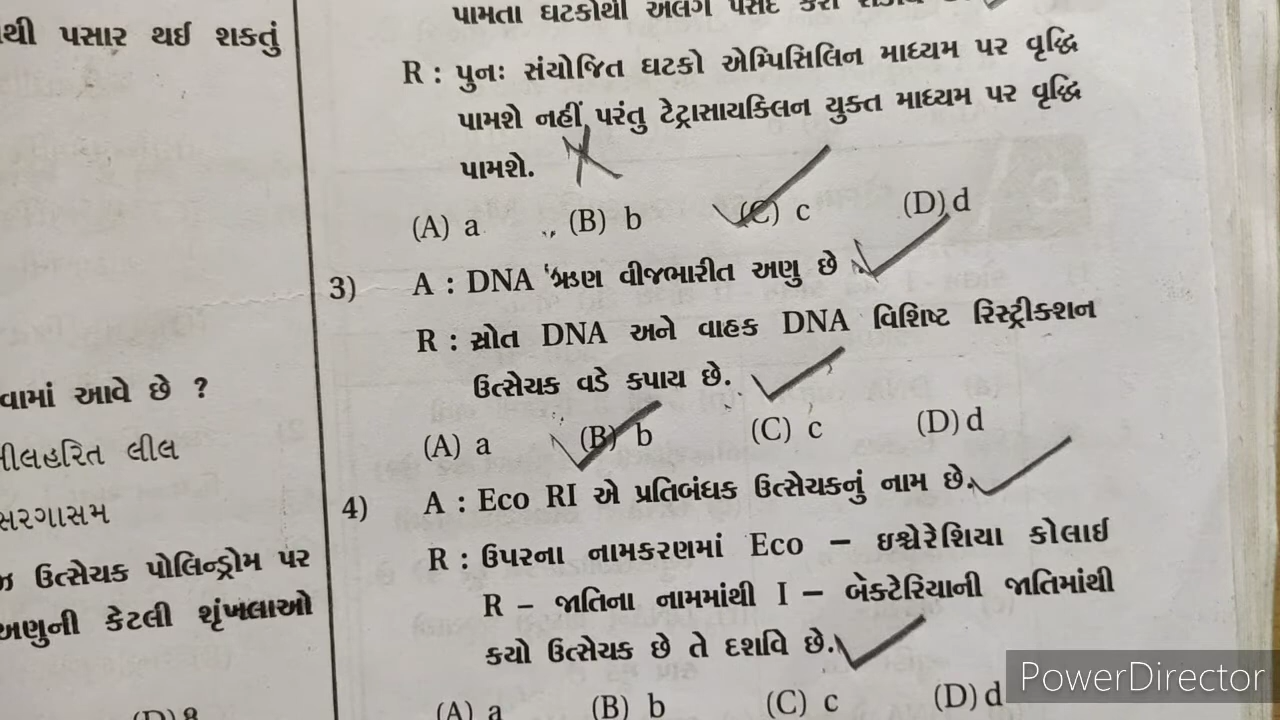 થી પસાર થઈ શકતું
વામાં આવે છે ?
ીલહરિત લીલ
સરગાસમ
ઉત્સેચક પોલિન્ડ્રોમ પર
અણુની કેટલી શૃંખલાઓ
(D) 8
પામતા ઘટકોથી અલગ પસંદ કરી
R : પુનઃ સંયોજિત ઘટકો એમ્પિસિલિન માધ્યમ પર વૃદ્ધિ
પામશે નહીં પરંતુ ટેટ્રાસાયક્લિન યુક્ત માધ્યમ પર વૃદ્ધિ
પામશે.
(A) a (B) b (C) c (D) d
3) A : DNA ઋણ વીજભારીત અણુ છે
R : સ્રોત DNA અને વાહક DNA વિશિષ્ટ રિસ્ટ્રીક્શન
ઉત્સેચક વડે કપાય છે.
(A) a (B) b (C) c (D) d
4) A : Eco RI એ પ્રતિબંધક ઉત્સેચકનું નામ છે.
R : ઉપરના નામકરણમાં Eco – ઇશ્ચેરેશિયા કોલાઈ
R – જાતિના નામમાંથી I – બેક્ટેરિયાની જાતિમાંથી
કયો ઉત્સેચક છે તે દર્શાવે છે.
(A) a (B) b (C) c (D) d
PowerDirector